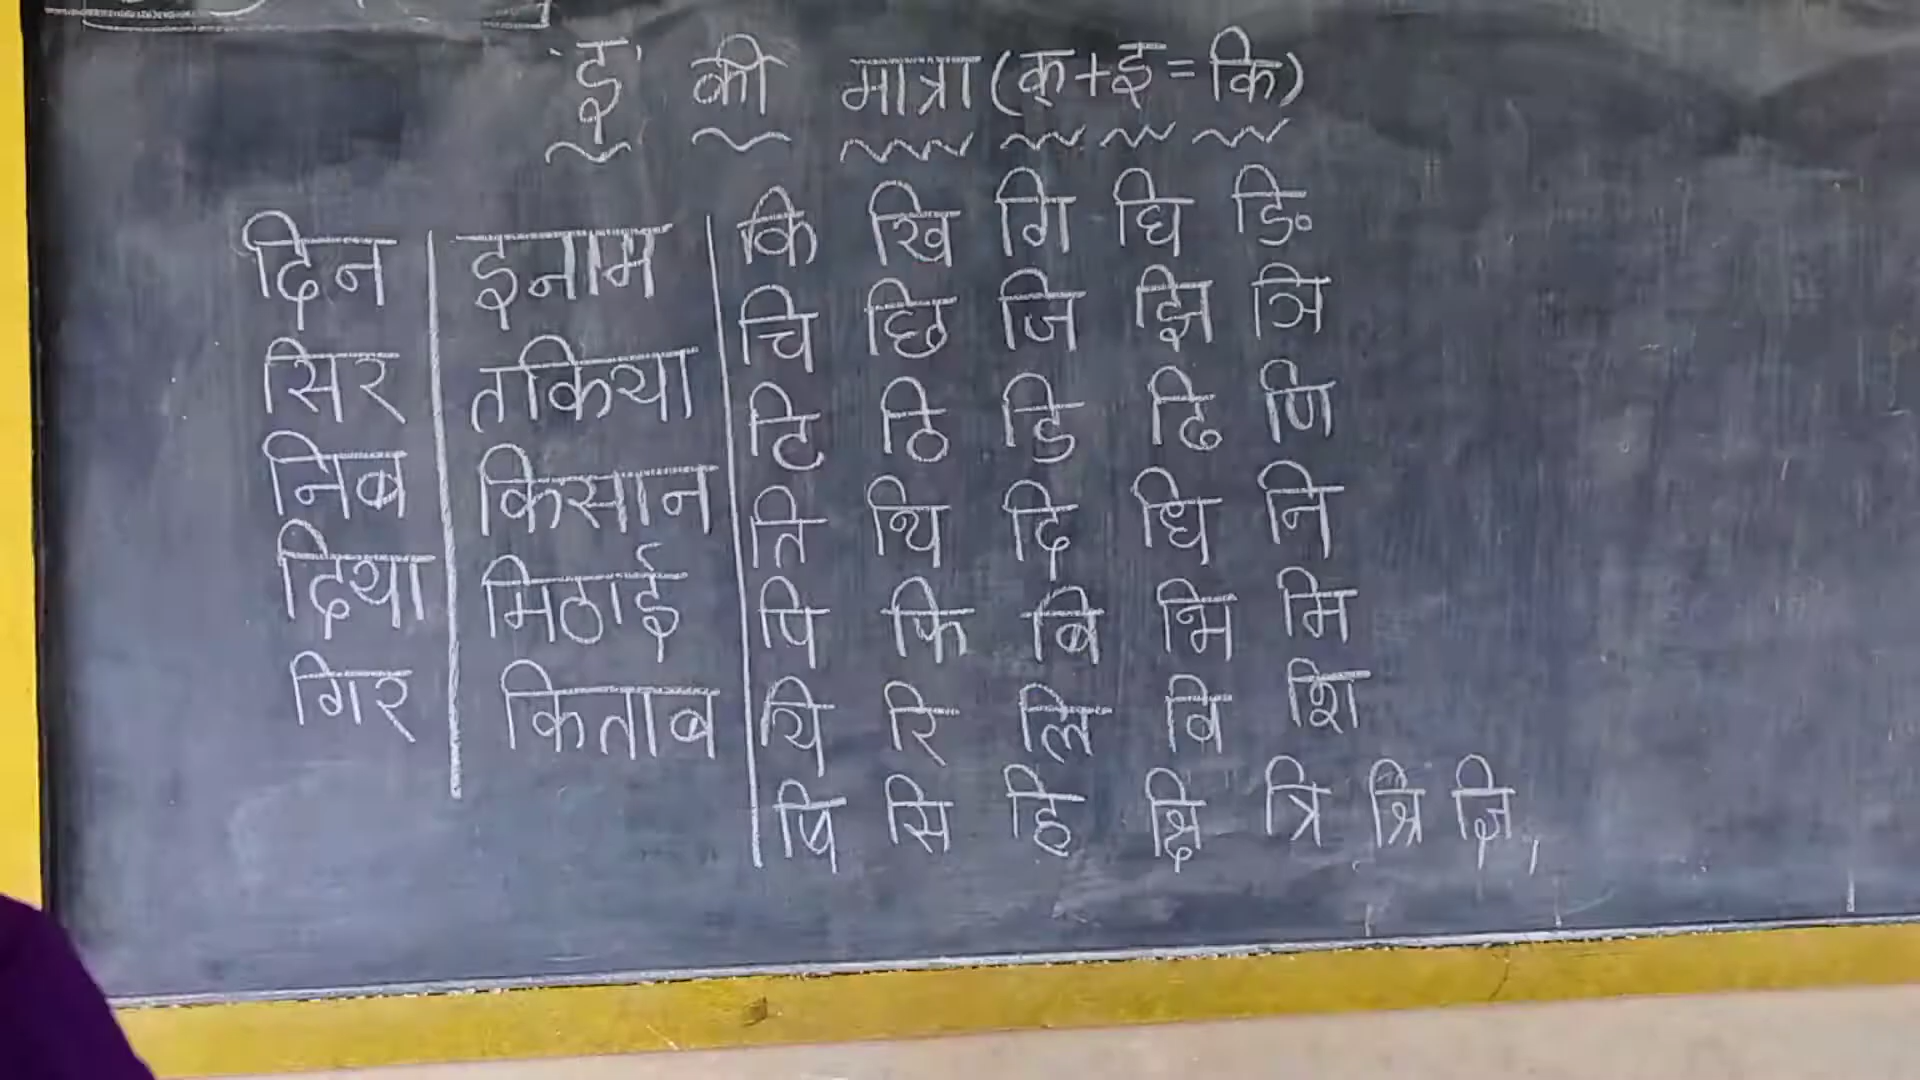 'इ' की मात्रा (क्+इ=कि)
दिन
सिर
निब
दिया
गिर
इनाम
तकिया
किसान
मिठाई
किताब
कि खि गि घि ङि
चि छि जि झि ञि
टि ठि डि ढि णि
ति थि दि धि नि
पि फि बि भि मि
यि रि लि वि शि
षि सि हि क्षि त्रि श्रि ज्ञि,